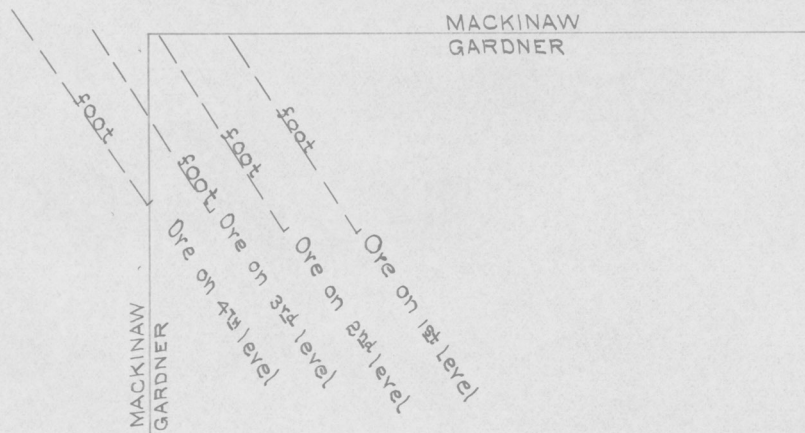 MACKINAW
GARDNER
foot
foot
foot
foot
Ore on 4TH level
Ore on 3rd level
Ore on 2nd level
Ore on 1st level
MACKINAW
GARDNER